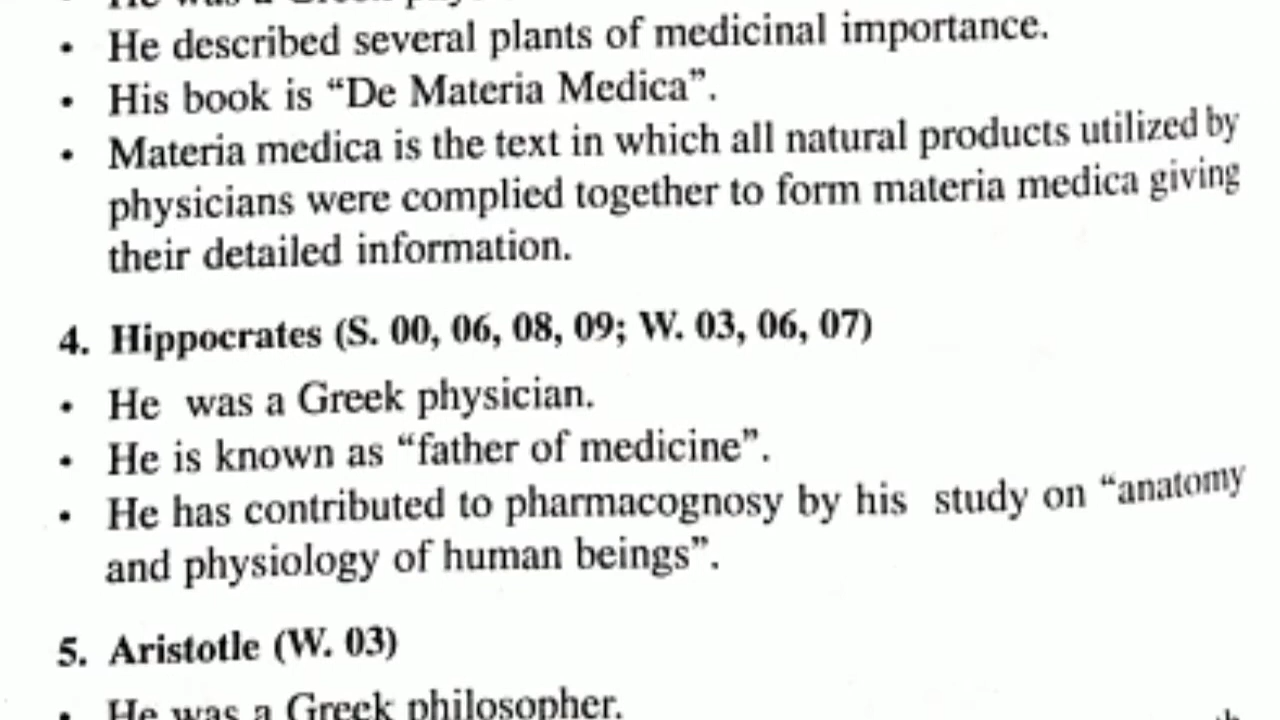 He was a Greek
• He described several plants of medicinal importance.
• His book is “De Materia Medica”.
• Materia medica is the text in which all natural products utilized by
physicians were complied together to form materia medica giving
their detailed information.
4. Hippocrates (S. 00, 06, 08, 09; W. 03, 06, 07)
• He was a Greek physician.
• He is known as “father of medicine”.
• He has contributed to pharmacognosy by his study on “anatomy
and physiology of human beings”.
5. Aristotle (W. 03)
• He was a Greek philosopher.